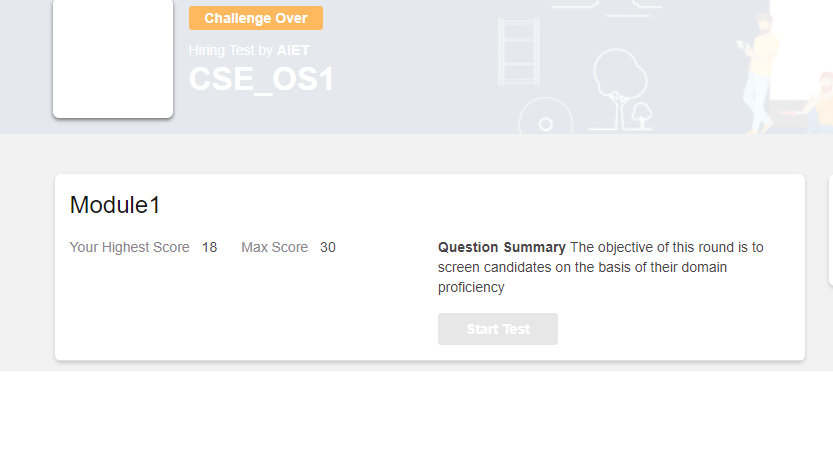 Challenge Over
Hiring Test by AIET
CSE_OS1
Module1
Your Highest Score 18 Max Score 30
Question Summary The objective of this round is to
screen candidates on the basis of their domain
proficiency
Start Test